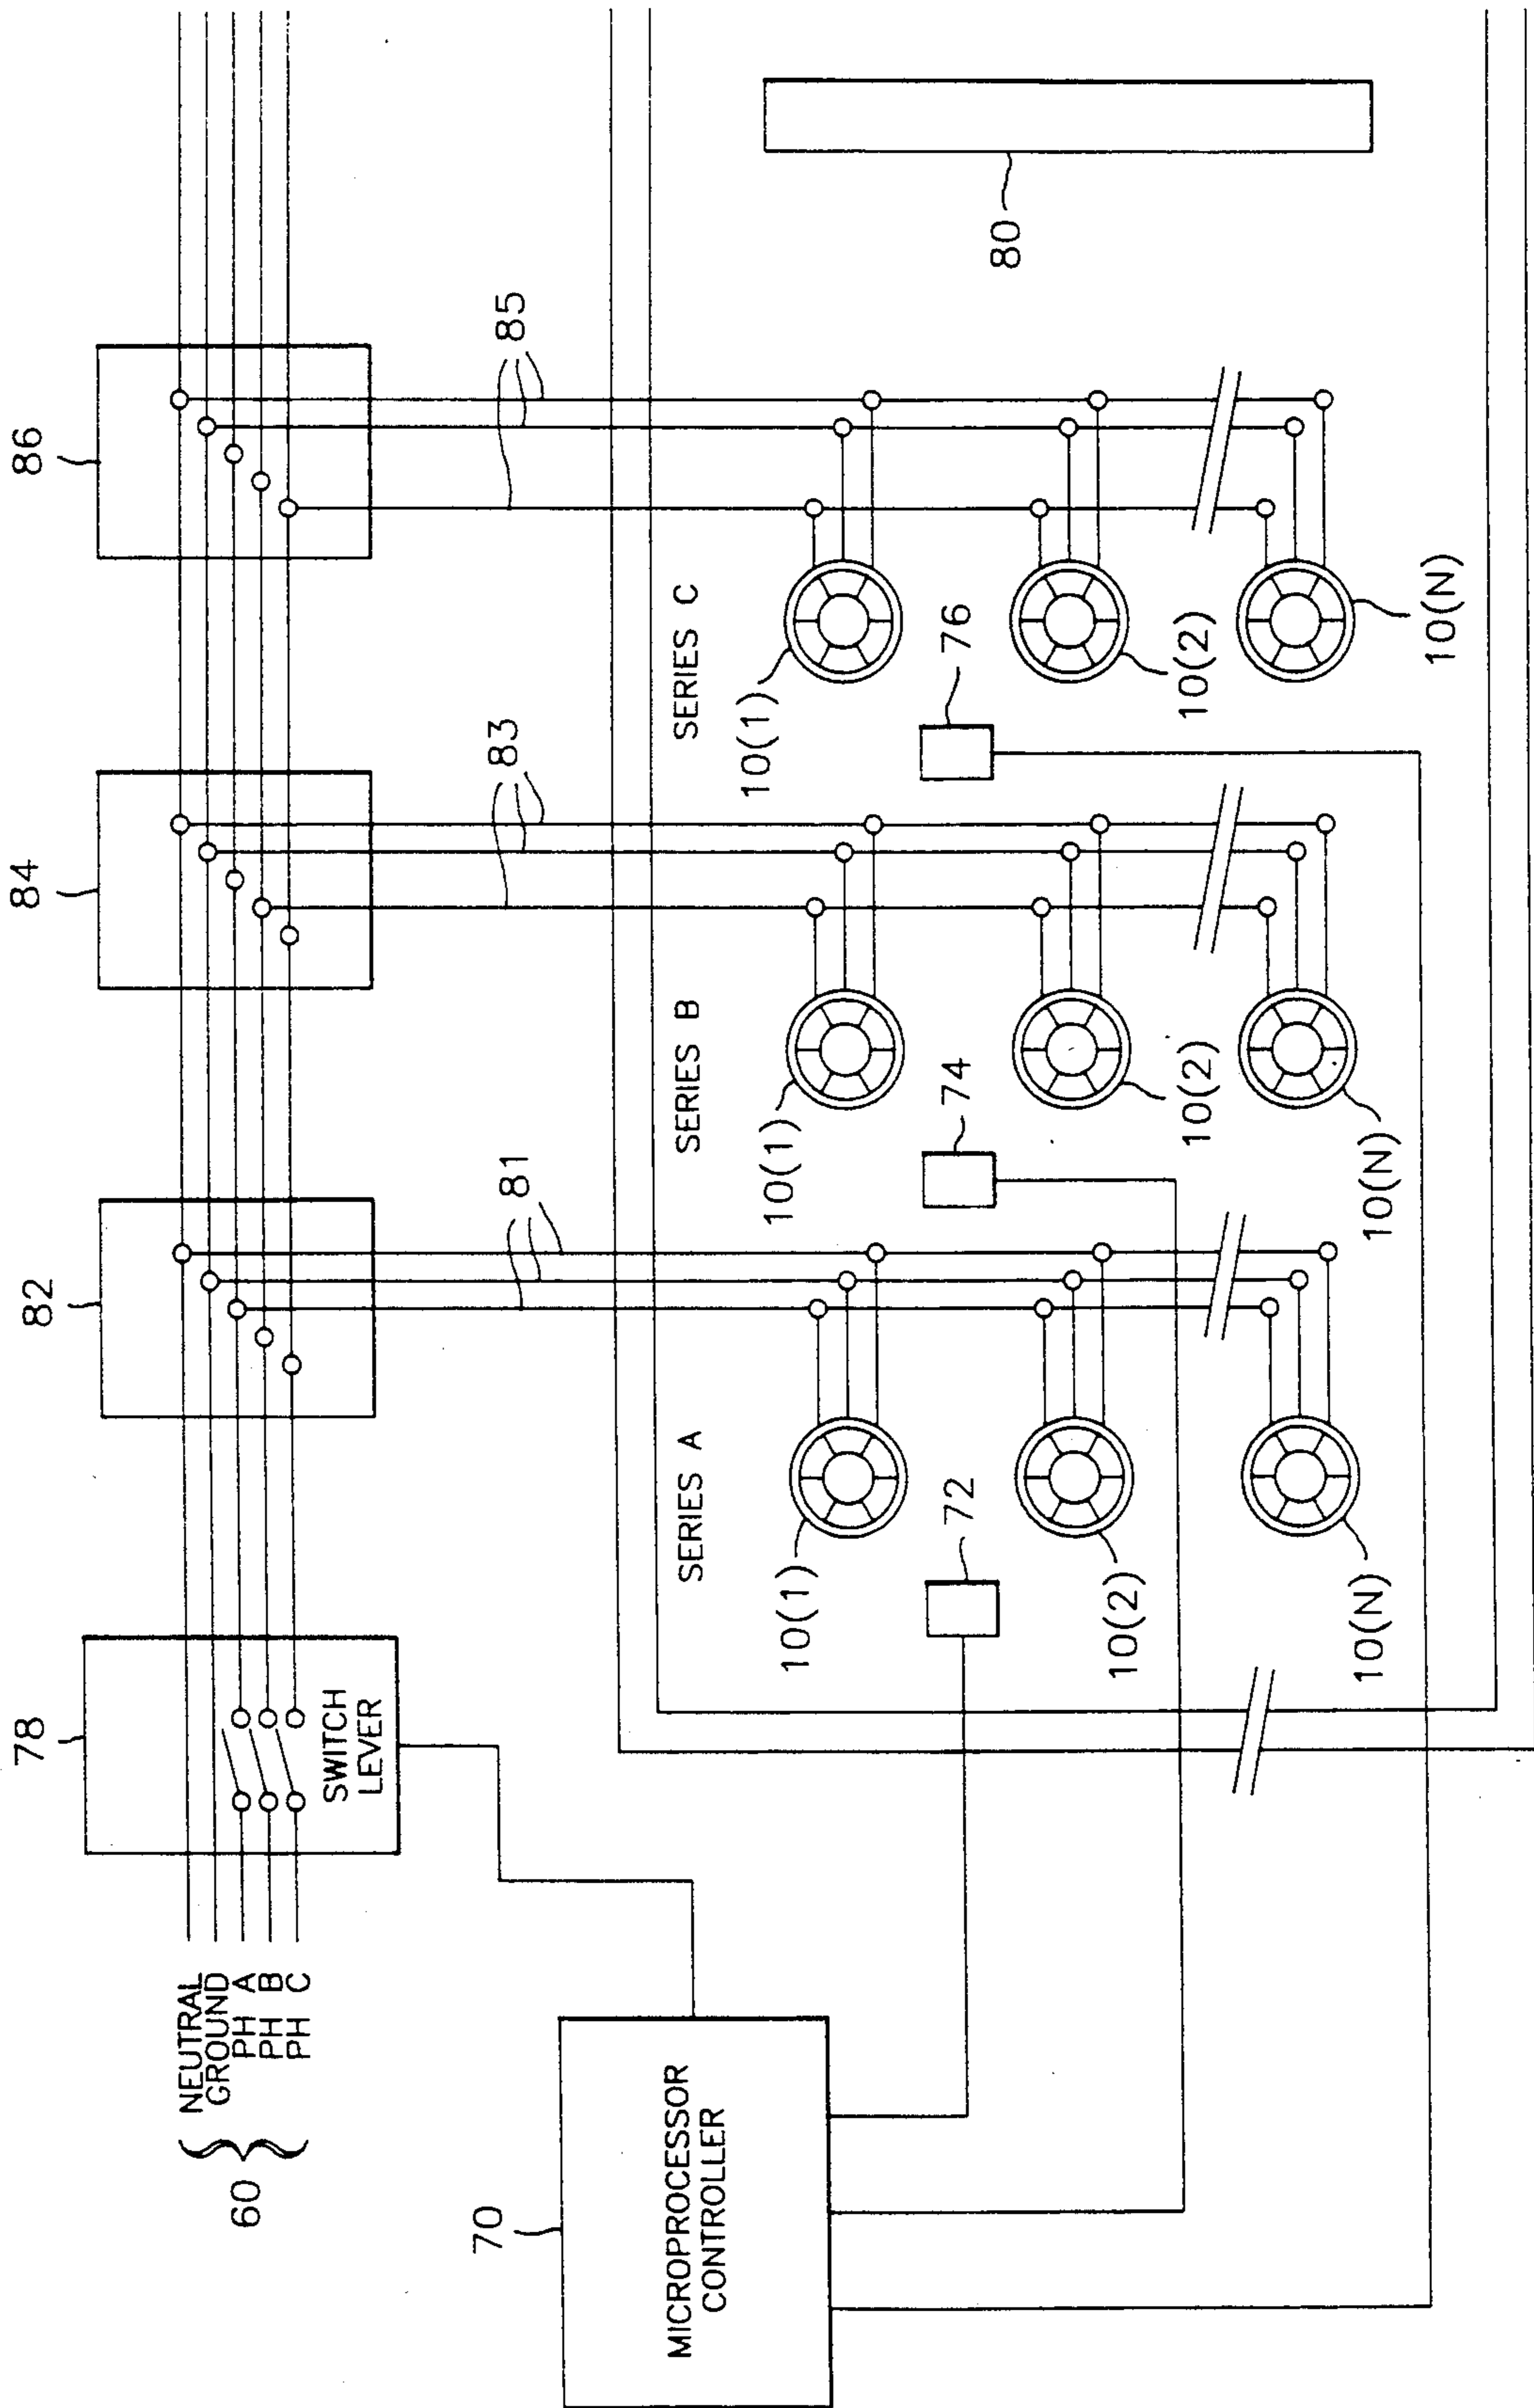 78
82
84
86
NEUTRAL
GROUND
PH A
PH B
PH C
60
SWITCH
LEVER
81
83
85
70
MICROPROCESSOR
CONTROLLER
SERIES A
SERIES B
SERIES C
10(1)
10(1)
10(1)
72
74
76
80
10(2)
10(2)
10(2)
10(N)
10(N)
10(N)